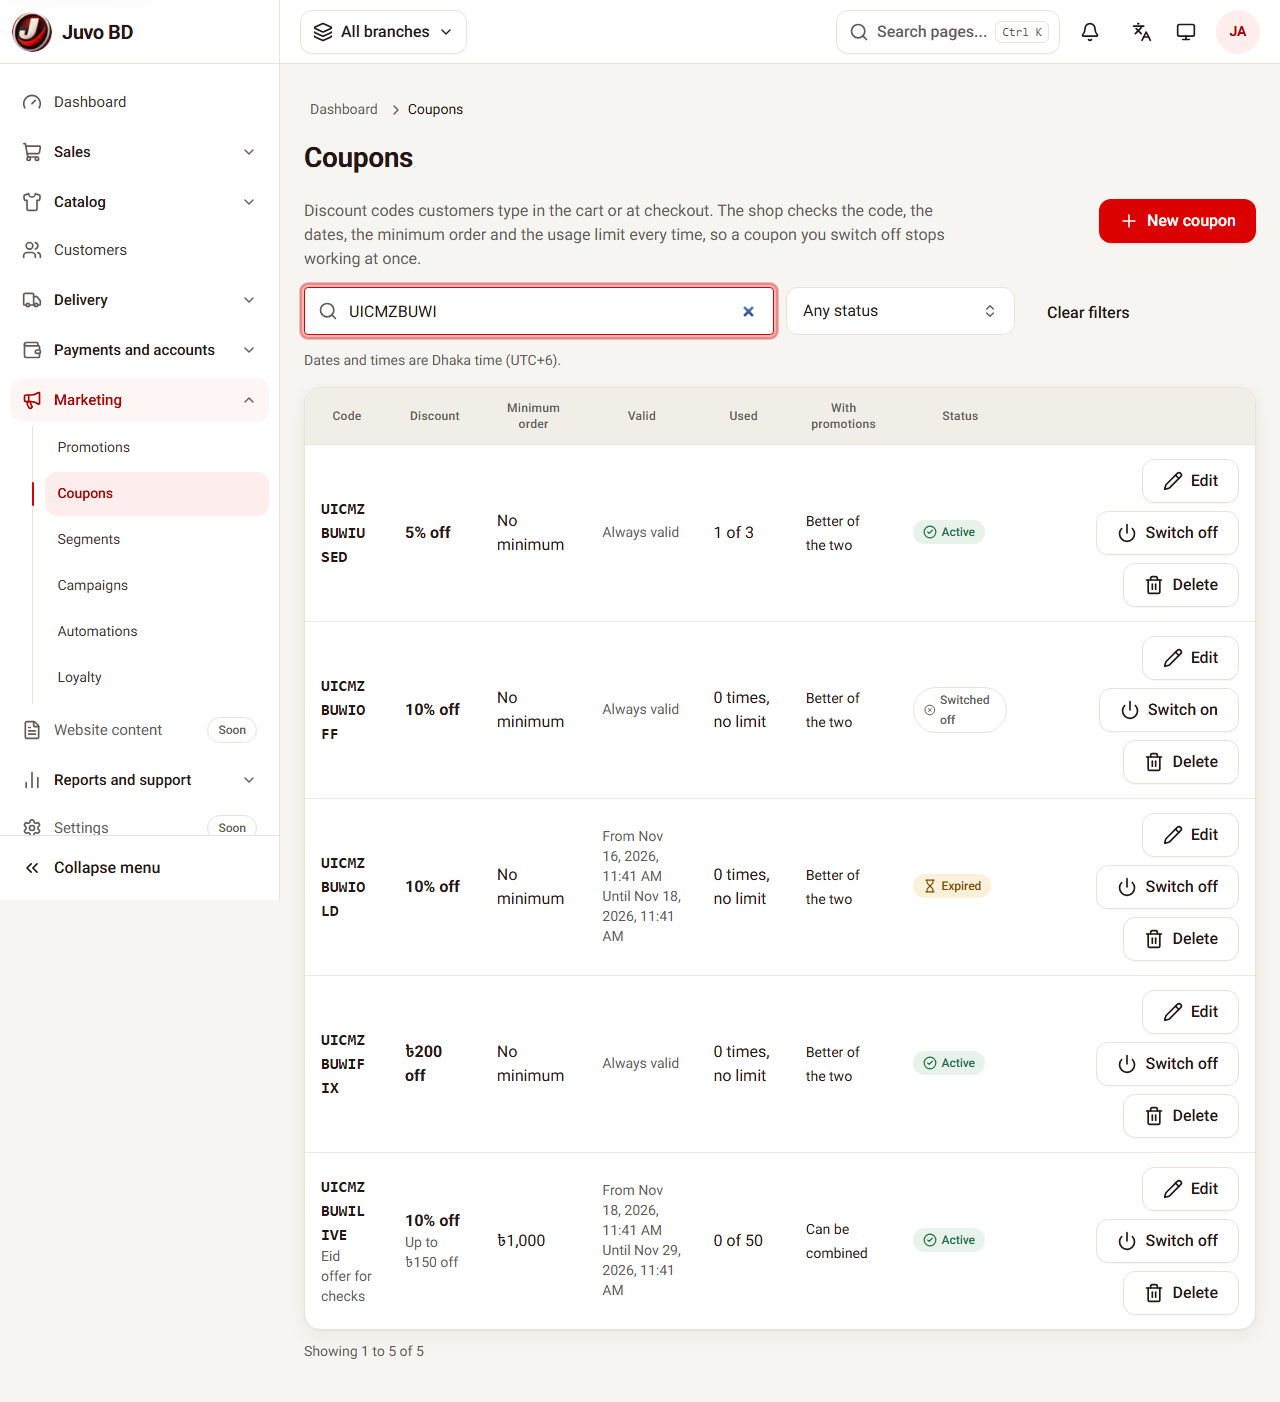 Juvo BD
All branches
Search pages... Ctrl K
JA
Dashboard
Sales
Catalog
Customers
Delivery
Payments and accounts
Marketing
Promotions
Coupons
Segments
Campaigns
Automations
Loyalty
Website content Soon
Reports and support
Settings Soon
Collapse menu
Dashboard > Coupons
Coupons
Discount codes customers type in the cart or at checkout. The shop checks the code, the
dates, the minimum order and the usage limit every time, so a coupon you switch off stops
working at once.
New coupon
UICMZBUWI
Any status
Clear filters
Dates and times are Dhaka time (UTC+6).
Code Discount Minimum order Valid Used With promotions Status
UICMZ
BUWIU
SED
5% off
No
minimum
Always valid
1 of 3
Better of
the two
Active
Edit
Switch off
Delete
UICMZ
BUWIO
FF
10% off
No
minimum
Always valid
0 times,
no limit
Better of
the two
Switched
off
Edit
Switch on
Delete
UICMZ
BUWIO
LD
10% off
No
minimum
From Nov
16, 2026,
11:41 AM
Until Nov 18,
2026, 11:41
AM
0 times,
no limit
Better of
the two
Expired
Edit
Switch off
Delete
UICMZ
BUWIF
IX
৳200
off
No
minimum
Always valid
0 times,
no limit
Better of
the two
Active
Edit
Switch off
Delete
UICMZ
BUWIL
IVE
Eid
offer for
checks
10% off
Up to
৳150 off
৳1,000
From Nov
18, 2026,
11:41 AM
Until Nov 29,
2026, 11:41
AM
0 of 50
Can be
combined
Active
Edit
Switch off
Delete
Showing 1 to 5 of 5